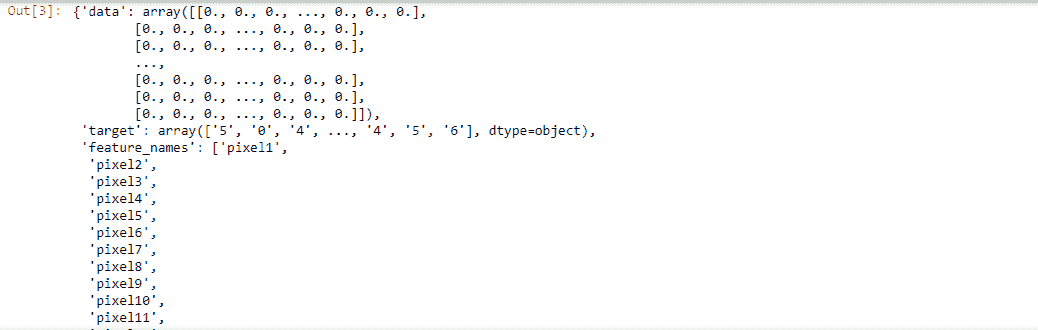 Out[3]: {'data': array([[0., 0., 0., ..., 0., 0., 0.],
[0., 0., 0., ..., 0., 0., 0.],
[0., 0., 0., ..., 0., 0., 0.],
...,
[0., 0., 0., ..., 0., 0., 0.],
[0., 0., 0., ..., 0., 0., 0.],
[0., 0., 0., ..., 0., 0., 0.]]),
'target': array(['5', '0', '4', ..., '4', '5', '6'], dtype=object),
'feature_names': ['pixel1',
'pixel2',
'pixel3',
'pixel4',
'pixel5',
'pixel6',
'pixel7',
'pixel8',
'pixel9',
'pixel10',
'pixel11',